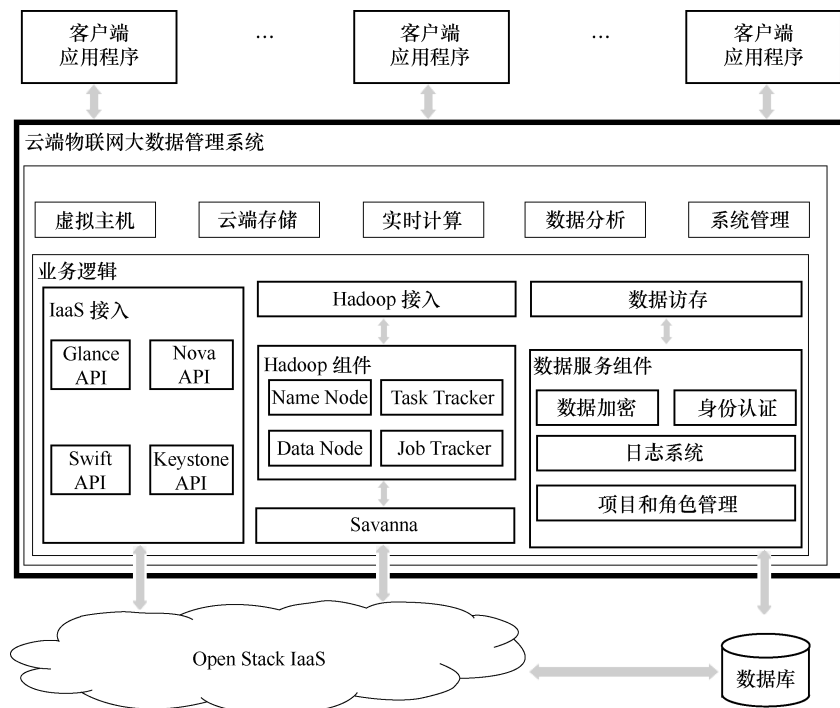 客户端
应用程序
…
客户端
应用程序
…
客户端
应用程序
云端物联网大数据管理系统
虚拟主机
云端存储
实时计算
数据分析
系统管理
业务逻辑
IaaS 接入
Glance
API
Nova
API
Swift
API
Keystone
API
Hadoop 接入
Hadoop 组件
Name Node
Task Tracker
Data Node
Job Tracker
Savanna
数据访存
数据服务组件
数据加密
身份认证
日志系统
项目和角色管理
Open Stack IaaS
数据库